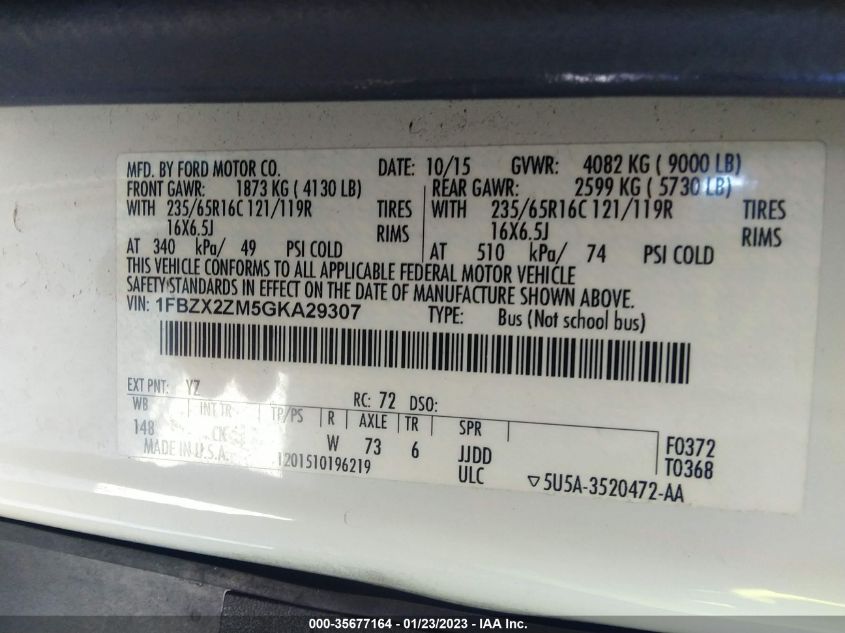 MFD. BY FORD MOTOR CO. DATE: 10/15 GVWR: 4082 KG ( 9000 LB)
FRONT GAWR: 1873 KG ( 4130 LB) REAR GAWR: 2599 KG ( 5730 LB)
WITH 235/65R16C 121/119R TIRES WITH 235/65R16C 121/119R TIRES
16X6.5J RIMS 16X6.5J RIMS
AT 340 kPa/ 49 PSI COLD AT 510 kPa/ 74 PSI COLD
THIS VEHICLE CONFORMS TO ALL APPLICABLE FEDERAL MOTOR VEHICLE
SAFETY STANDARDS IN EFFECT ON THE DATE OF MANUFACTURE SHOWN ABOVE.
VIN: 1FBZX2ZM5GKA29307 TYPE: Bus (Not school bus)
EXT PNT: YZ RC: 72 DSO:
WB INT TR TP/PS R AXLE TR SPR
148 CK W 73 6 JJDD F0372
MADE IN U.S.A. 1201510196219 ULC ▽5U5A-3520472-AA T0368
000-35677164 — 01/23/2023 - IAA Inc.